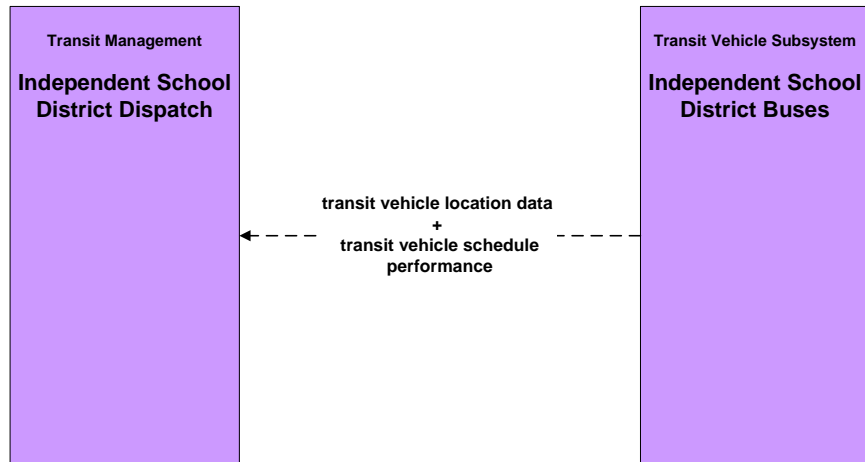 Transit Management
Independent School
District Dispatch
Transit Vehicle Subsystem
Independent School
District Buses
transit vehicle location data
+
transit vehicle schedule
performance